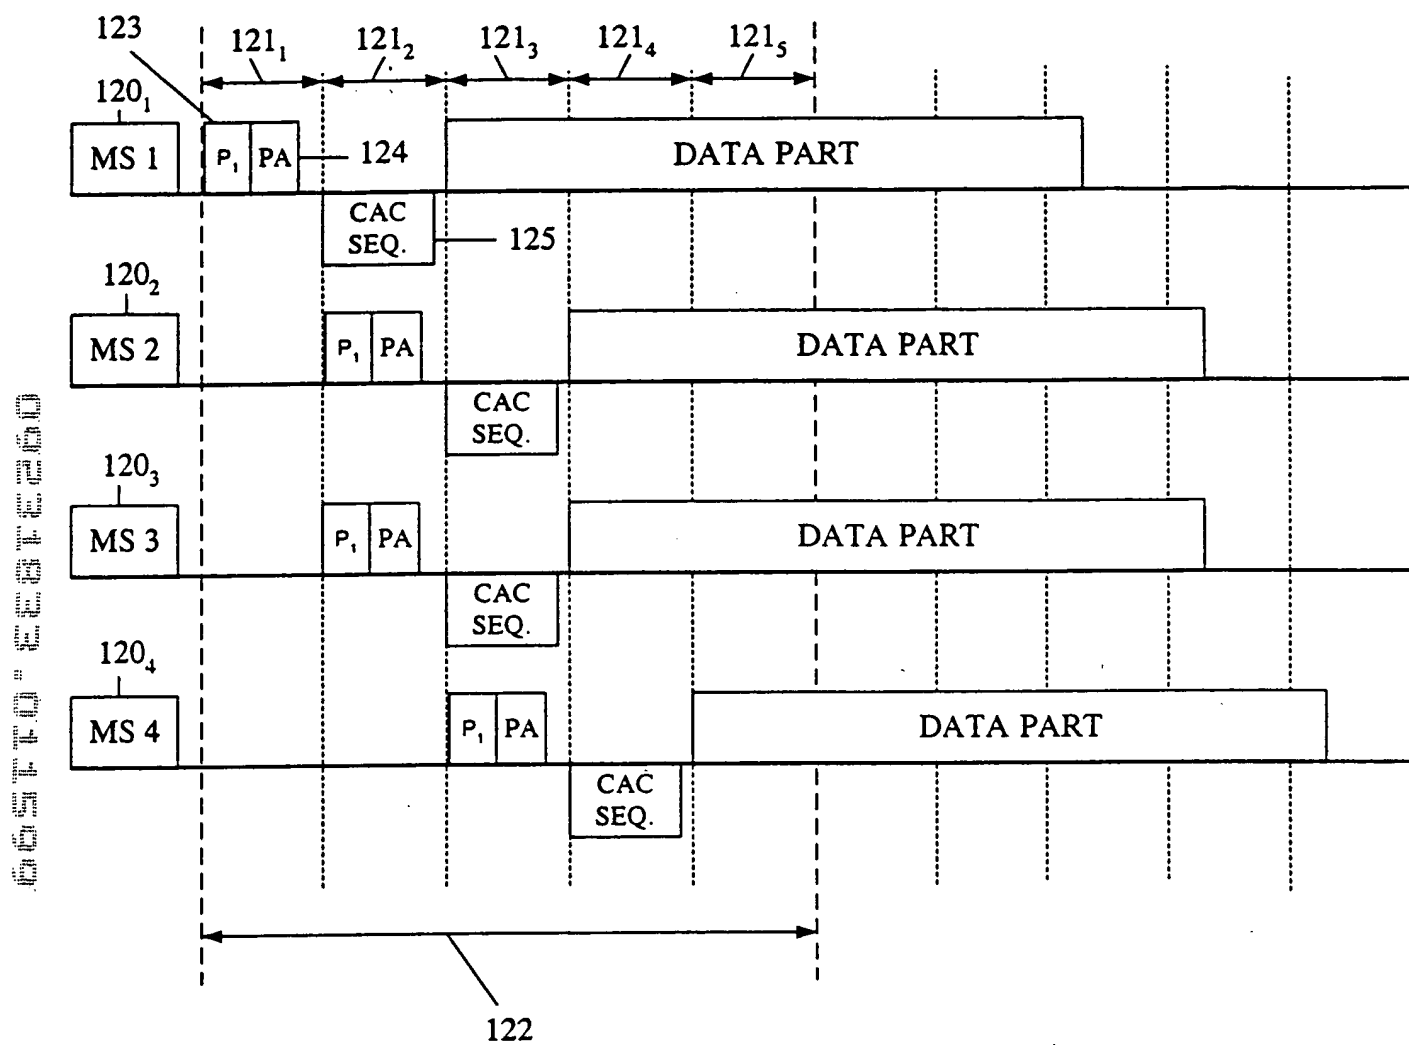 123
121₁
121₂
121₃
121₄
121₅
120₁
MS 1
P₁
PA
124
DATA PART
CAC
SEQ.
125
120₂
MS 2
P₁
PA
DATA PART
CAC
SEQ.
120₃
MS 3
P₁
PA
DATA PART
CAC
SEQ.
120₄
MS 4
P₁
PA
DATA PART
CAC
SEQ.
122